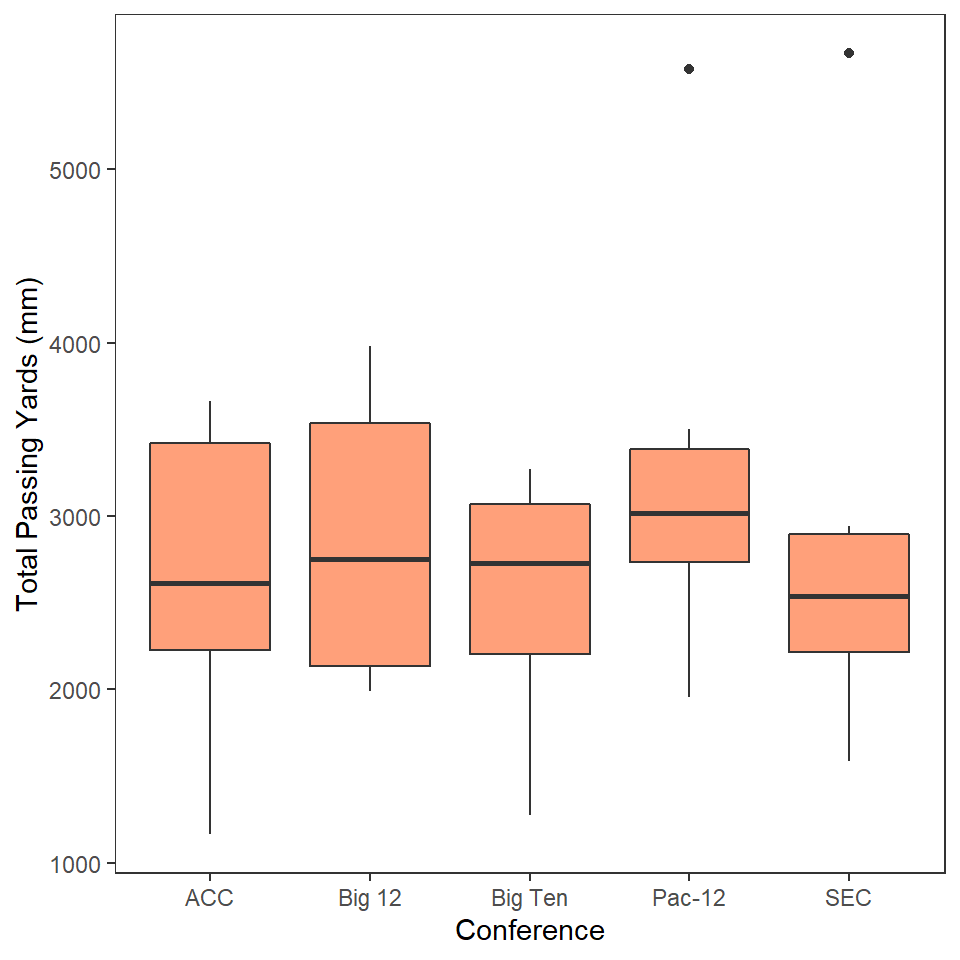 Total Passing Yards (mm)
5000
4000
3000
2000
1000
ACC Big 12 Big Ten Pac-12 SEC
Conference